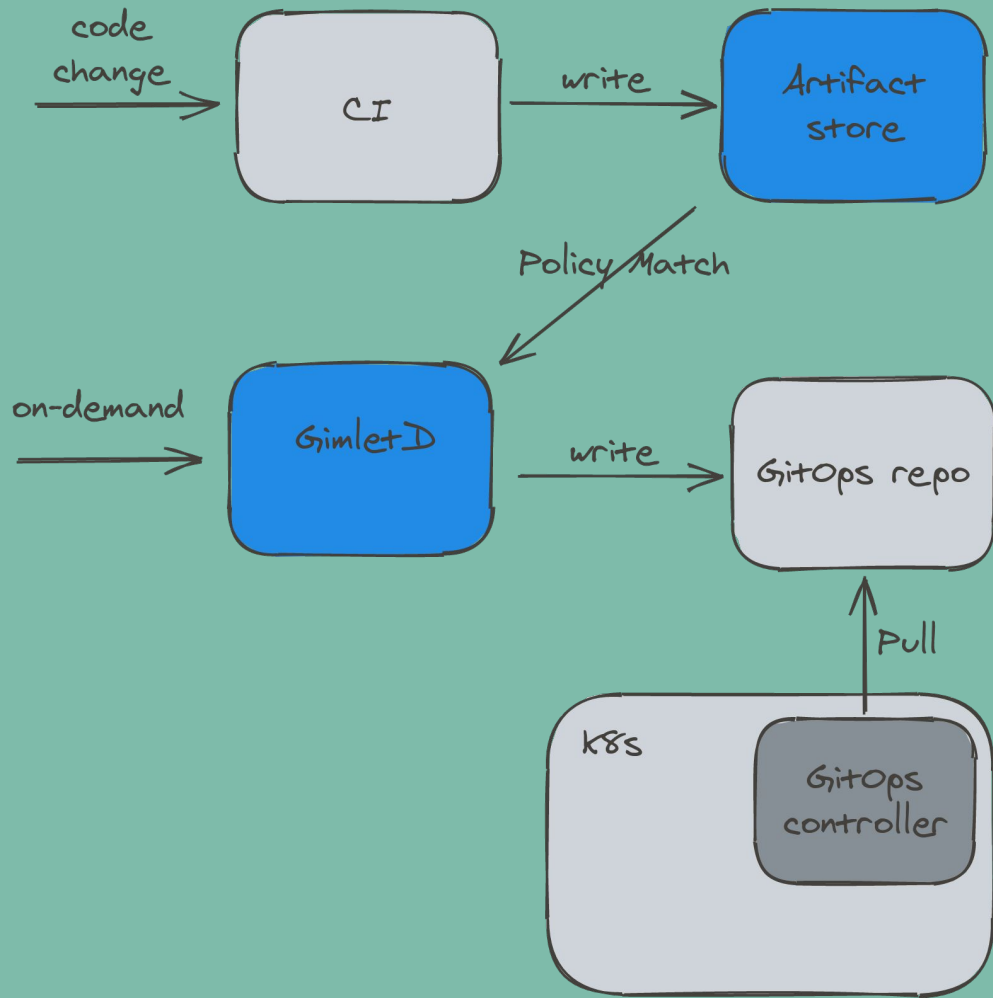 code
change
CI
write
Artifact
store
Policy Match
on-demand
GimletD
write
GitOps repo
Pull
K8s
GitOps
controller